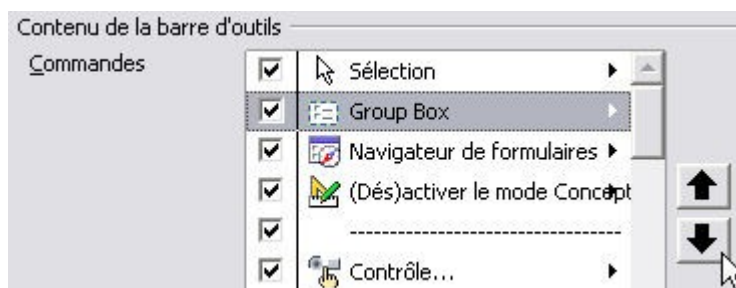 Contenu de la barre d'outils
Commandes
Sélection
Group Box
Navigateur de formulaires
(Dés)activer le mode Concept
---------------------------------
Contrôle...